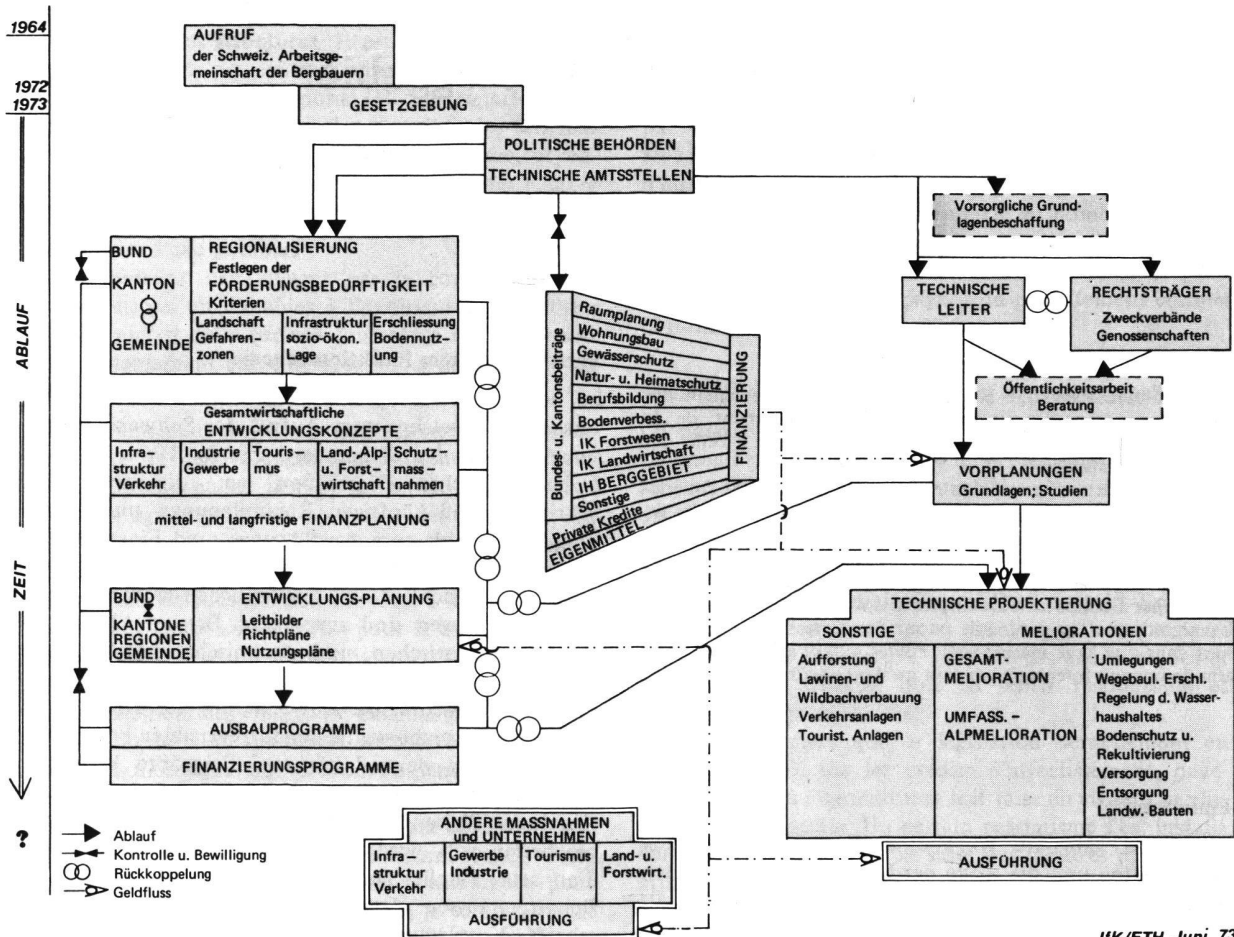 1964
1972
1973
ABLAUF
ZEIT
?
AUFRUF
der Schweiz. Arbeitsge-
meinschaft der Bergbauern
GESETZGEBUNG
POLITISCHE BEHÖRDEN
TECHNISCHE AMTSSTELLEN
BUND
KANTON
GEMEINDE
REGIONALISIERUNG
Festlegen der
FÖRDERUNGSBEDÜRFTIGKEIT
Kriterien
Landschaft
Gefahren-
zonen
Infrastruktur
sozio-ökon.
Lage
Erschliessung
Bodennutz-
ung
Gesamtwirtschaftliche
ENTWICKLUNGSKONZEPTE
Infra-
struktur
Verkehr
Industrie
Gewerbe
Touris-
mus
Land-,Alp-
u. Forst-
wirtschaft
Schutz-
mass-
nahmen
mittel- und langfristige FINANZPLANUNG
BUND
KANTONE
REGIONEN
GEMEINDE
ENTWICKLUNGS-PLANUNG
Leitbilder
Richtpläne
Nutzungspläne
AUSBAUPROGRAMME
FINANZIERUNGSPROGRAMME
Bundes- u. Kantonsbeiträge
Raumplanung
Wohnungsbau
Gewässerschutz
Natur- u. Heimatschutz
Berufsbildung
Bodenverbess.
IK Forstwesen
IK Landwirtschaft
IH BERGGEBIET
Sonstige
Private Kredite
EIGENMITTEL
FINANZIERUNG
Vorsorgliche Grund-
lagenbeschaffung
TECHNISCHE
LEITER
RECHTSTRÄGER
Zweckverbände
Genossenschaften
Öffentlichkeitsarbeit
Beratung
VORPLANUNGEN
Grundlagen; Studien
TECHNISCHE PROJEKTIERUNG
SONSTIGE
Aufforstung
Lawinen- und
Wildbachverbauung
Verkehrsanlagen
Tourist. Anlagen
MELIORATIONEN
GESAMT-
MELIORATION
UMFASS. –
ALPMELIORATION
Umlegungen
Wegebaul. Erschl.
Regelung d. Wasser-
haushaltes
Bodenschutz u.
Rekultivierung
Versorgung
Entsorgung
Landw. Bauten
AUSFÜHRUNG
ANDERE MASSNAHMEN
und UNTERNEHMEN
Infra-
struktur
Verkehr
Gewerbe
Industrie
Tourismus
Land- u.
Forstwirt.
AUSFÜHRUNG
Ablauf
Kontrolle u. Bewilligung
Rückkoppelung
Geldfluss